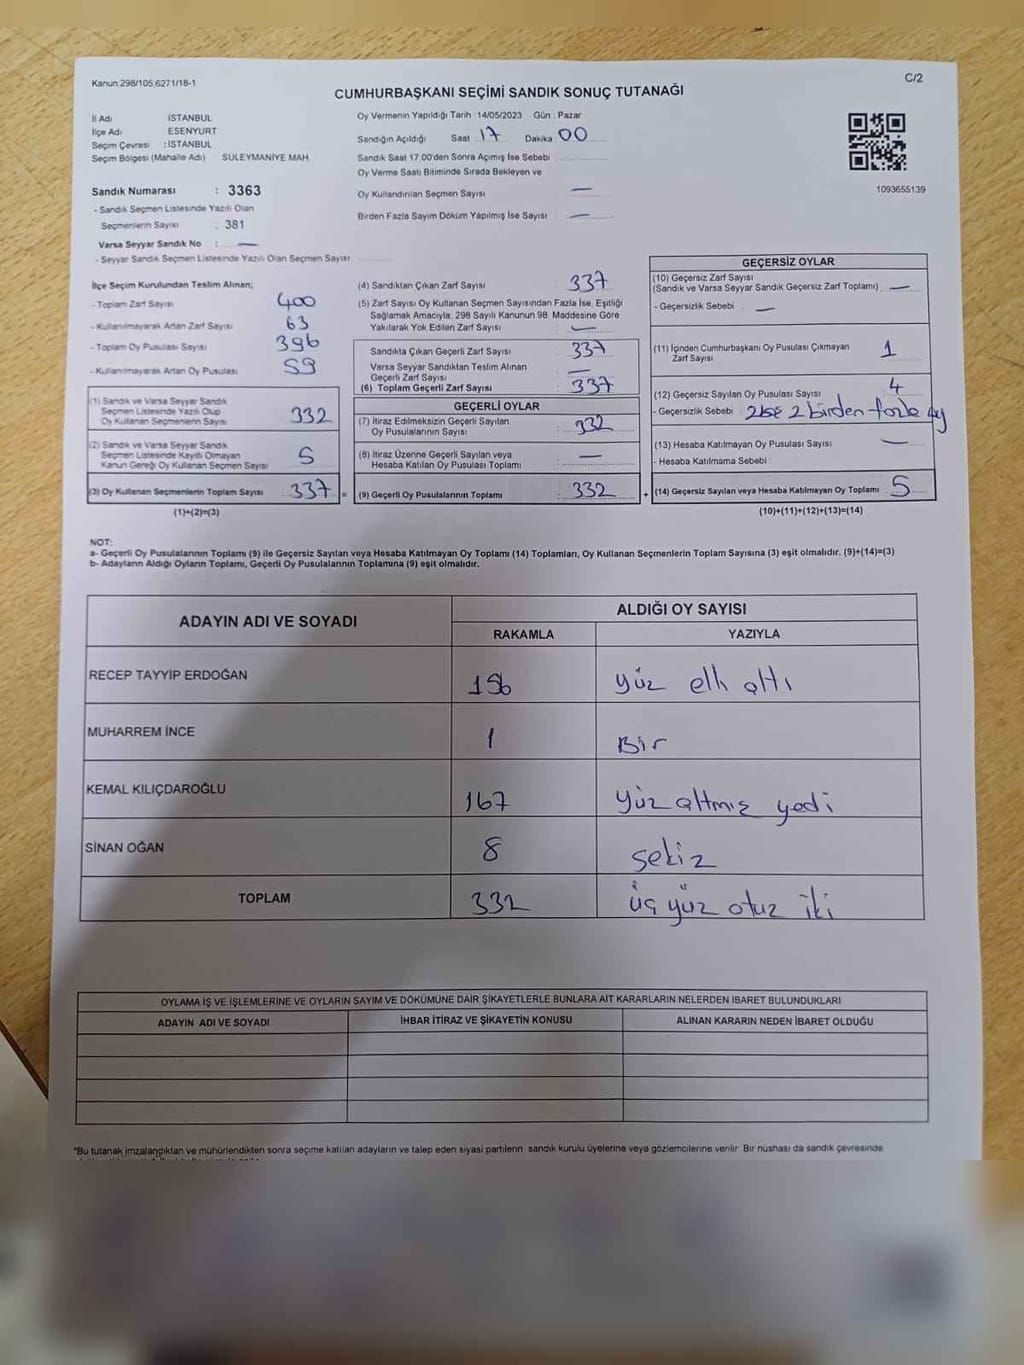 Kanun:298/105;6271/18-1
C/2
CUMHURBAŞKANI SEÇİMİ SANDIK SONUÇ TUTANAĞI
İl Adı İSTANBUL
İlçe Adı : ESENYURT
Seçim Çevresi : İSTANBUL
Seçim Bölgesi (Mahalle Adı) SÜLEYMANİYE MAH.
Sandık Numarası : 3363
- Sandık Seçmen Listesinde Yazılı Olan
Seçmenlerin Sayısı : 381
Varsa Seyyar Sandık No : —
- Seyyar Sandık Seçmen Listesinde Yazılı Olan Seçmen Sayısı
Oy Vermenin Yapıldığı Tarih 14/05/2023 Gün : Pazar
Sandığın Açıldığı Saat 17 Dakika 00
Sandık Saat 17.00'den Sonra Açımış İse Sebebi
Oy Verme Saati Bitiminde Sırada Bekleyen ve
Oy Kullandırılan Seçmen Sayısı —
Birden Fazla Sayım Döküm Yapılmış İse Sayısı —
1093655139
İlçe Seçim Kurulundan Teslim Alınan;
- Toplam Zarf Sayısı 400
- Kullanılmayarak Artan Zarf Sayısı 63
- Toplam Oy Pusulası Sayısı 396
- Kullanılmayarak Artan Oy Pusulası 59
(1) Sandık ve Varsa Seyyar Sandık
Seçmen Listesinde Yazılı Olup
Oy Kullanan Seçmenlerin Sayısı 332
(2) Sandık ve Varsa Seyyar Sandık
Seçmen Listesinde Kayıtlı Olmayan
Kanun Gereği Oy Kullanan Seçmen Sayısı 5
(3) Oy Kullanan Seçmenlerin Toplam Sayısı 337 =
(1)+(2)=(3)
(4) Sandıktan Çıkan Zarf Sayısı 337
(5) Zarf Sayısı Oy Kullanan Seçmen Sayısından Fazla İse, Eşitliği
Sağlamak Amacıyla, 298 Sayılı Kanunun 98. Maddesine Göre
Yakılarak Yok Edilen Zarf Sayısı —
Sandıkta Çıkan Geçerli Zarf Sayısı 337
Varsa Seyyar Sandıktan Teslim Alınan
Geçerli Zarf Sayısı —
(6) Toplam Geçerli Zarf Sayısı 337
GEÇERLİ OYLAR
(7) İtiraz Edilmeksizin Geçerli Sayılan
Oy Pusulalarının Sayısı 332
(8) İtiraz Üzerine Geçerli Sayılan veya
Hesaba Katılan Oy Pusulası Toplamı —
(9) Geçerli Oy Pusulalarının Toplamı 332 +
GEÇERSİZ OYLAR
(10) Geçersiz Zarf Sayısı
(Sandık ve Varsa Seyyar Sandık Geçersiz Zarf Toplamı) —
- Geçersizlik Sebebi : —
(11) İçinden Cumhurbaşkanı Oy Pusulası Çıkmayan
Zarf Sayısı 1
(12) Geçersiz Sayılan Oy Pusulası Sayısı 4
- Geçersizlik Sebebi 2 birden fazla oy
(13) Hesaba Katılmayan Oy Pusulası Sayısı —
- Hesaba Katılmama Sebebi :
(14) Geçersiz Sayılan veya Hesaba Katılmayan Oy Toplamı 5
(10)+(11)+(12)+(13)=(14)
NOT:
a- Geçerli Oy Pusulalarının Toplamı (9) ile Geçersiz Sayılan veya Hesaba Katılmayan Oy Toplamı (14) Toplamları, Oy Kullanan Seçmenlerin Toplam Sayısına (3) eşit olmalıdır. (9)+(14)=(3)
b- Adayların Aldığı Oyların Toplamı, Geçerli Oy Pusulalarının Toplamına (9) eşit olmalıdır.
ADAYIN ADI VE SOYADI ALDIĞI OY SAYISI
RAKAMLA YAZIYLA
RECEP TAYYİP ERDOĞAN 156 yüz elli altı
MUHARREM İNCE 1 Bir
KEMAL KILIÇDAROĞLU 167 yüz altmış yedi
SİNAN OĞAN 8 sekiz
TOPLAM 332 üç yüz otuz iki
OYLAMA İŞ VE İŞLEMLERİNE VE OYLARIN SAYIM VE DÖKÜMÜNE DAİR ŞİKAYETLERLE BUNLARA AİT KARARLARIN NELERDEN İBARET BULUNDUKLARI
ADAYIN ADI VE SOYADI İHBAR İTİRAZ VE ŞİKAYETİN KONUSU ALINAN KARARIN NEDEN İBARET OLDUĞU
*Bu tutanak imzalandıktan ve mühürlendikten sonra seçime katılan adayların ve talep eden siyasi partilerin sandık kurulu üyelerine veya gözlemcilerine verilir. Bir nüshası da sandık çevresinde